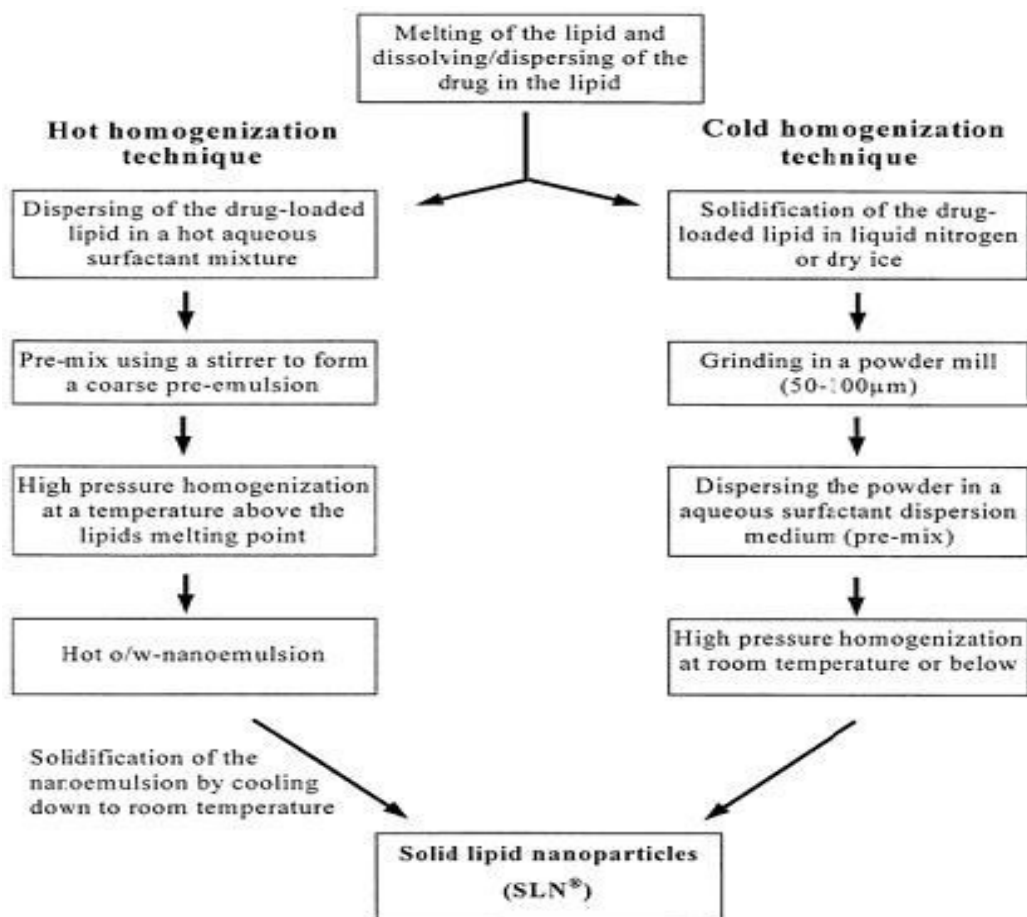 Melting of the lipid and
dissolving/dispersing of the
drug in the lipid
Hot homogenization
technique
Cold homogenization
technique
Dispersing of the drug-loaded
lipid in a hot aqueous
surfactant mixture
Pre-mix using a stirrer to form
a coarse pre-emulsion
High pressure homogenization
at a temperature above the
lipids melting point
Hot o/w-nanoemulsion
Solidification of the
nanoemulsion by cooling
down to room temperature
Solidification of the drug-
loaded lipid in liquid nitrogen
or dry ice
Grinding in a powder mill
(50-100μm)
Dispersing the powder in a
aqueous surfactant dispersion
medium (pre-mix)
High pressure homogenization
at room temperature or below
Solid lipid nanoparticles
(SLN®)